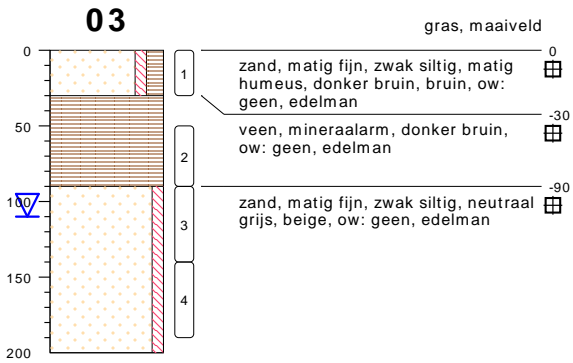 03
gras, maaiveld
0
0
zand, matig fijn, zwak siltig, matig
humeus, donker bruin, bruin, ow:
geen, edelman
1
-30
50
veen, mineraalarm, donker bruin,
ow: geen, edelman
2
-90
100
zand, matig fijn, zwak siltig, neutraal
grijs, beige, ow: geen, edelman
3
150
4
200